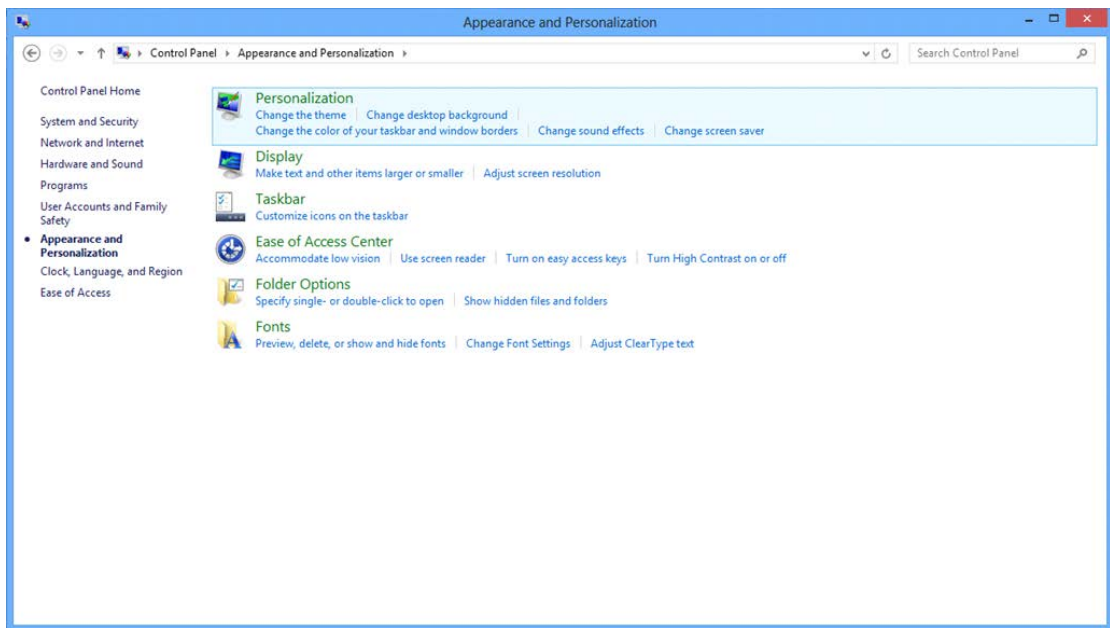 Appearance and Personalization
Control Panel Appearance and Personalization
Search Control Panel
Control Panel Home
System and Security
Network and Internet
Hardware and Sound
Programs
User Accounts and Family
Safety
Appearance and
Personalization
Clock, Language, and Region
Ease of Access
Personalization
Change the theme Change desktop background
Change the color of your taskbar and window borders Change sound effects Change screen saver
Display
Make text and other items larger or smaller Adjust screen resolution
Taskbar
Customize icons on the taskbar
Ease of Access Center
Accommodate low vision Use screen reader Turn on easy access keys Turn High Contrast on or off
Folder Options
Specify single- or double-click to open Show hidden files and folders
Fonts
Preview, delete, or show and hide fonts Change Font Settings Adjust ClearType text